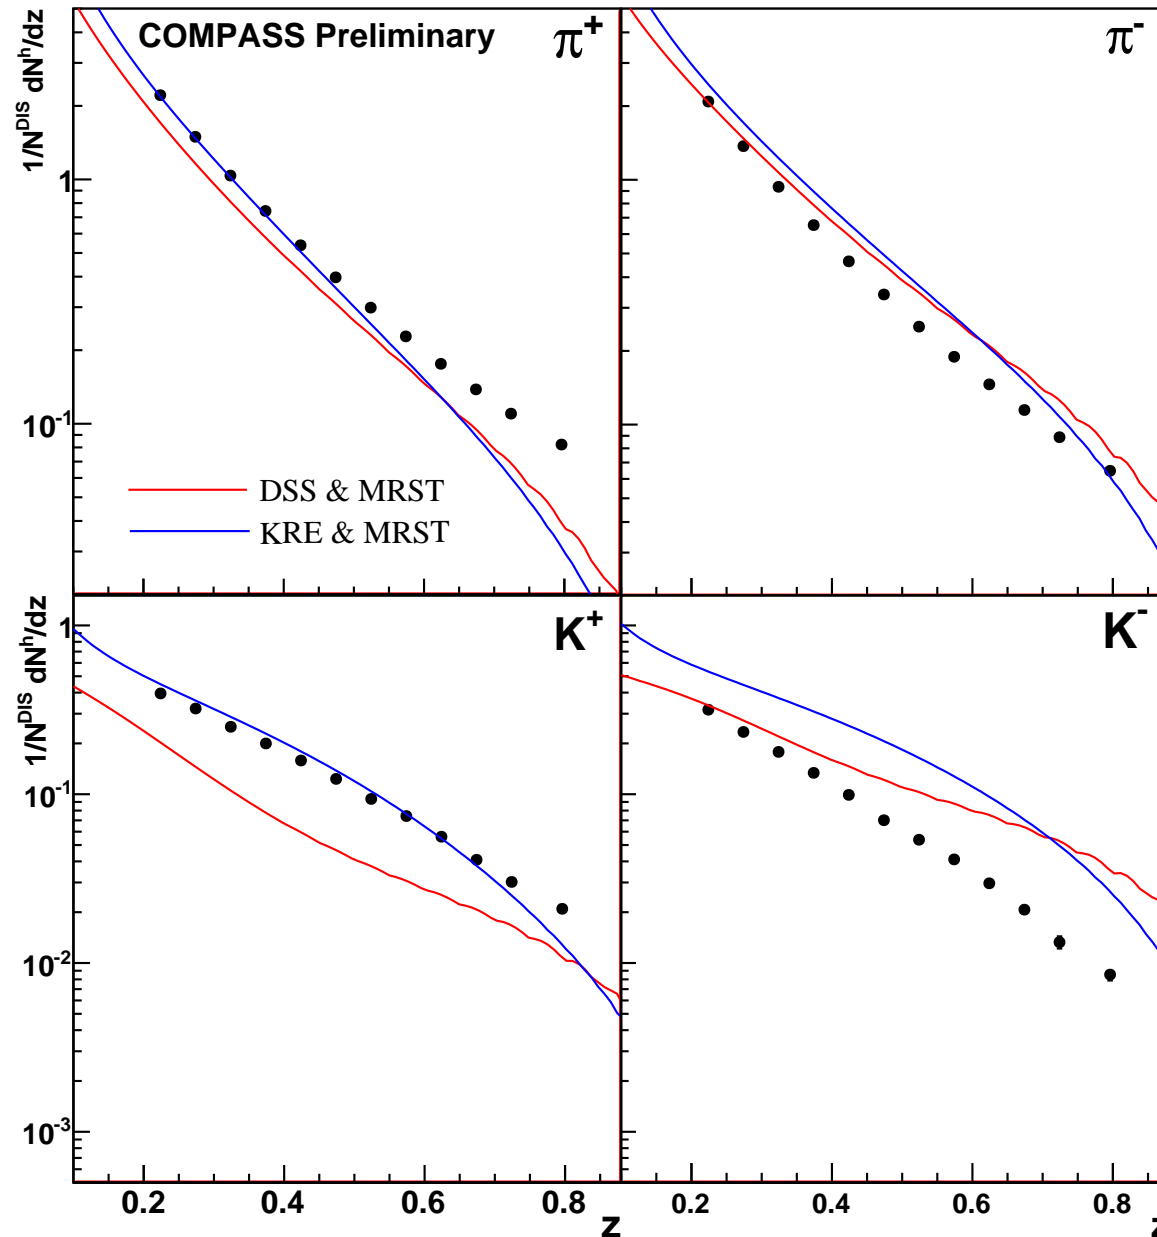 COMPASS Preliminary
π+
π-
1/N^DIS dN^h/dz
1
10^-1
DSS & MRST
KRE & MRST
K+
K-
1/N^DIS dN^h/dz
1
10^-1
10^-2
10^-3
0.2 0.4 0.6 0.8
z
0.2 0.4 0.6 0.8
z